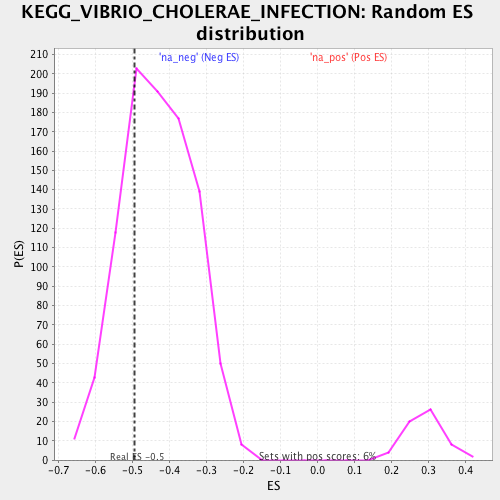 KEGG_VIBRIO_CHOLERAE_INFECTION: Random ES
distribution
'na_neg' (Neg ES)
'na_pos' (Pos ES)
210
200
190
180
170
160
150
140
130
120
110
100
90
80
70
60
50
40
30
20
10
0
P(ES)
Real ES -0.5
Sets with pos scores: 6%
-0.7 -0.6 -0.5 -0.4 -0.3 -0.2 -0.1 0.0 0.1 0.2 0.3 0.4
ES